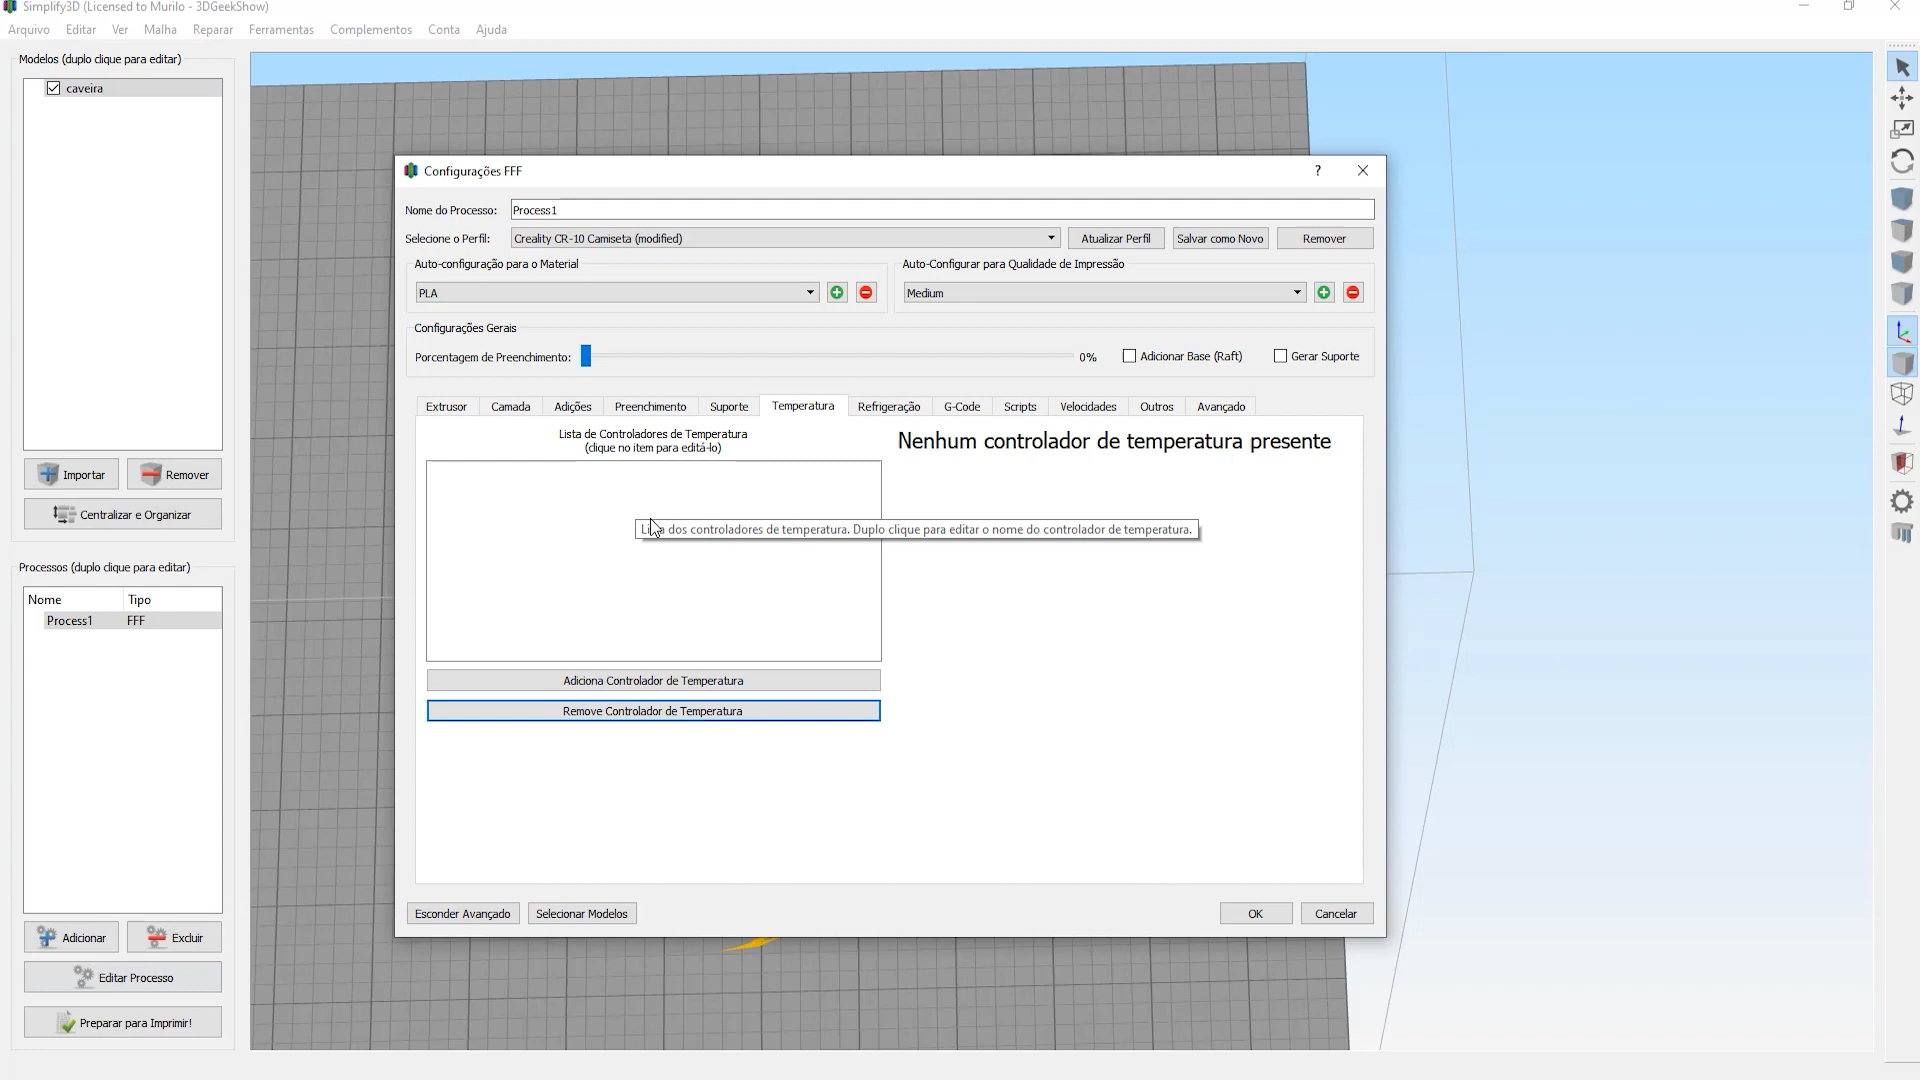 Simplify3D (Licensed to Murilo - 3DGeekShow)
Arquivo Editar Ver Malha Reparar Ferramentas Complementos Conta Ajuda
Modelos (duplo clique para editar)
caveira
Importar Remover
Centralizar e Organizar
Processos (duplo clique para editar)
Nome Tipo
Process1 FFF
Adicionar Excluir
Editar Processo
Preparar para Imprimir!
Configurações FFF ?
Nome do Processo: Process1
Selecione o Perfil: Creality CR-10 Camiseta (modified) Atualizar Perfil Salvar como Novo Remover
Auto-configuração para o Material
PLA
Auto-Configurar para Qualidade de Impressão
Medium
Configurações Gerais
Porcentagem de Preenchimento: 0% Adicionar Base (Raft) Gerar Suporte
Extrusor Camada Adições Preenchimento Suporte Temperatura Refrigeração G-Code Scripts Velocidades Outros Avançado
Lista de Controladores de Temperatura
(clique no item para editá-lo)
Nenhum controlador de temperatura presente
dos controladores de temperatura. Duplo clique para editar o nome do controlador de temperatura.
Adiciona Controlador de Temperatura
Remove Controlador de Temperatura
Esconder Avançado Selecionar Modelos OK Cancelar